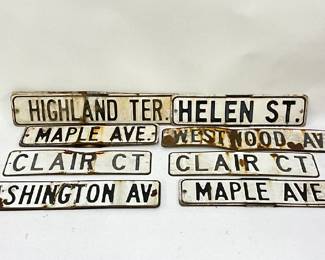 HIGHLAND TER.
HELEN ST.
MAPLE AVE.
WESTWOOD AV
CLAIR CT
CLAIR CT
SHINGTON AV
MAPLE AVE